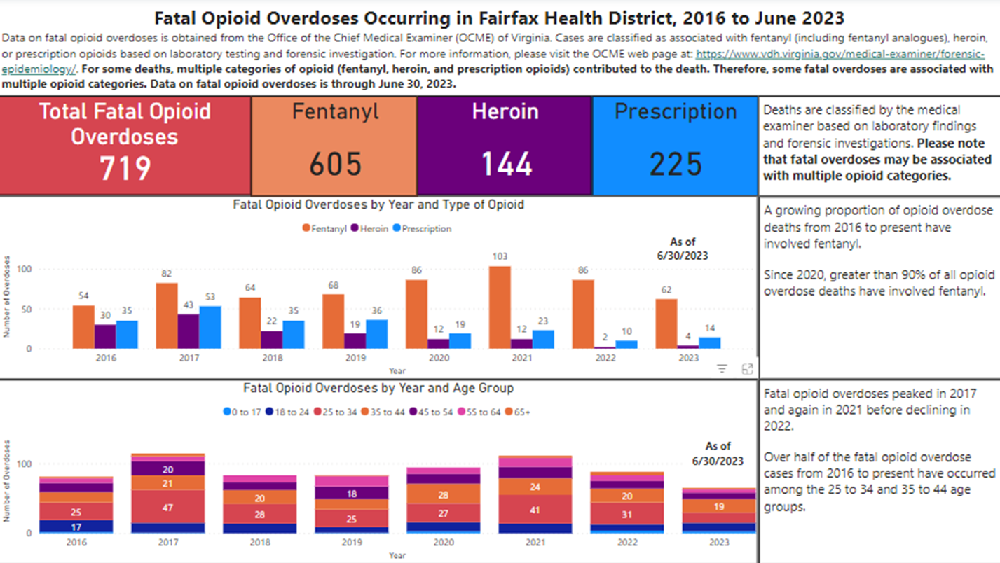 Fatal Opioid Overdoses Occurring in Fairfax Health District, 2016 to June 2023
Data on fatal opioid overdoses is obtained from the Office of the Chief Medical Examiner (OCME) of Virginia. Cases are classified as associated with fentanyl (including fentanyl analogues), heroin,
or prescription opioids based on laboratory testing and forensic investigation. For more information, please visit the OCME web page at: https://www.vdh.virginia.gov/medical-examiner/forensic-
epidemiology/. For some deaths, multiple categories of opioid (fentanyl, heroin, and prescription opioids) contributed to the death. Therefore, some fatal overdoses are associated with
multiple opioid categories. Data on fatal opioid overdoses is through June 30, 2023.
Total Fatal Opioid
Overdoses
719
Fentanyl
605
Heroin
144
Prescription
225
Deaths are classified by the medical
examiner based on laboratory findings
and forensic investigations. Please note
that fatal overdoses may be associated
with multiple opioid categories.
Fatal Opioid Overdoses by Year and Type of Opioid
Fentanyl Heroin Prescription
As of
6/30/2023
Number of Overdoses
100
50
0
54 30 35
82 43 53
64 22 35
68 19 36
86 12 19
103 12 23
86 2 10
62 4 14
2016 2017 2018 2019 2020 2021 2022 2023
Year
A growing proportion of opioid overdose
deaths from 2016 to present have
involved fentanyl.
Since 2020, greater than 90% of all opioid
overdose deaths have involved fentanyl.
Fatal Opioid Overdoses by Year and Age Group
0 to 17 18 to 24 25 to 34 35 to 44 45 to 54 55 to 64 65+
As of
6/30/2023
Number of Overdoses
100
0
25
17
20
21
47
20
28
18
25
28
27
24
41
20
31
19
2016 2017 2018 2019 2020 2021 2022 2023
Year
Fatal opioid overdoses peaked in 2017
and again in 2021 before declining in
2022.
Over half of the fatal opioid overdose
cases from 2016 to present have occurred
among the 25 to 34 and 35 to 44 age
groups.